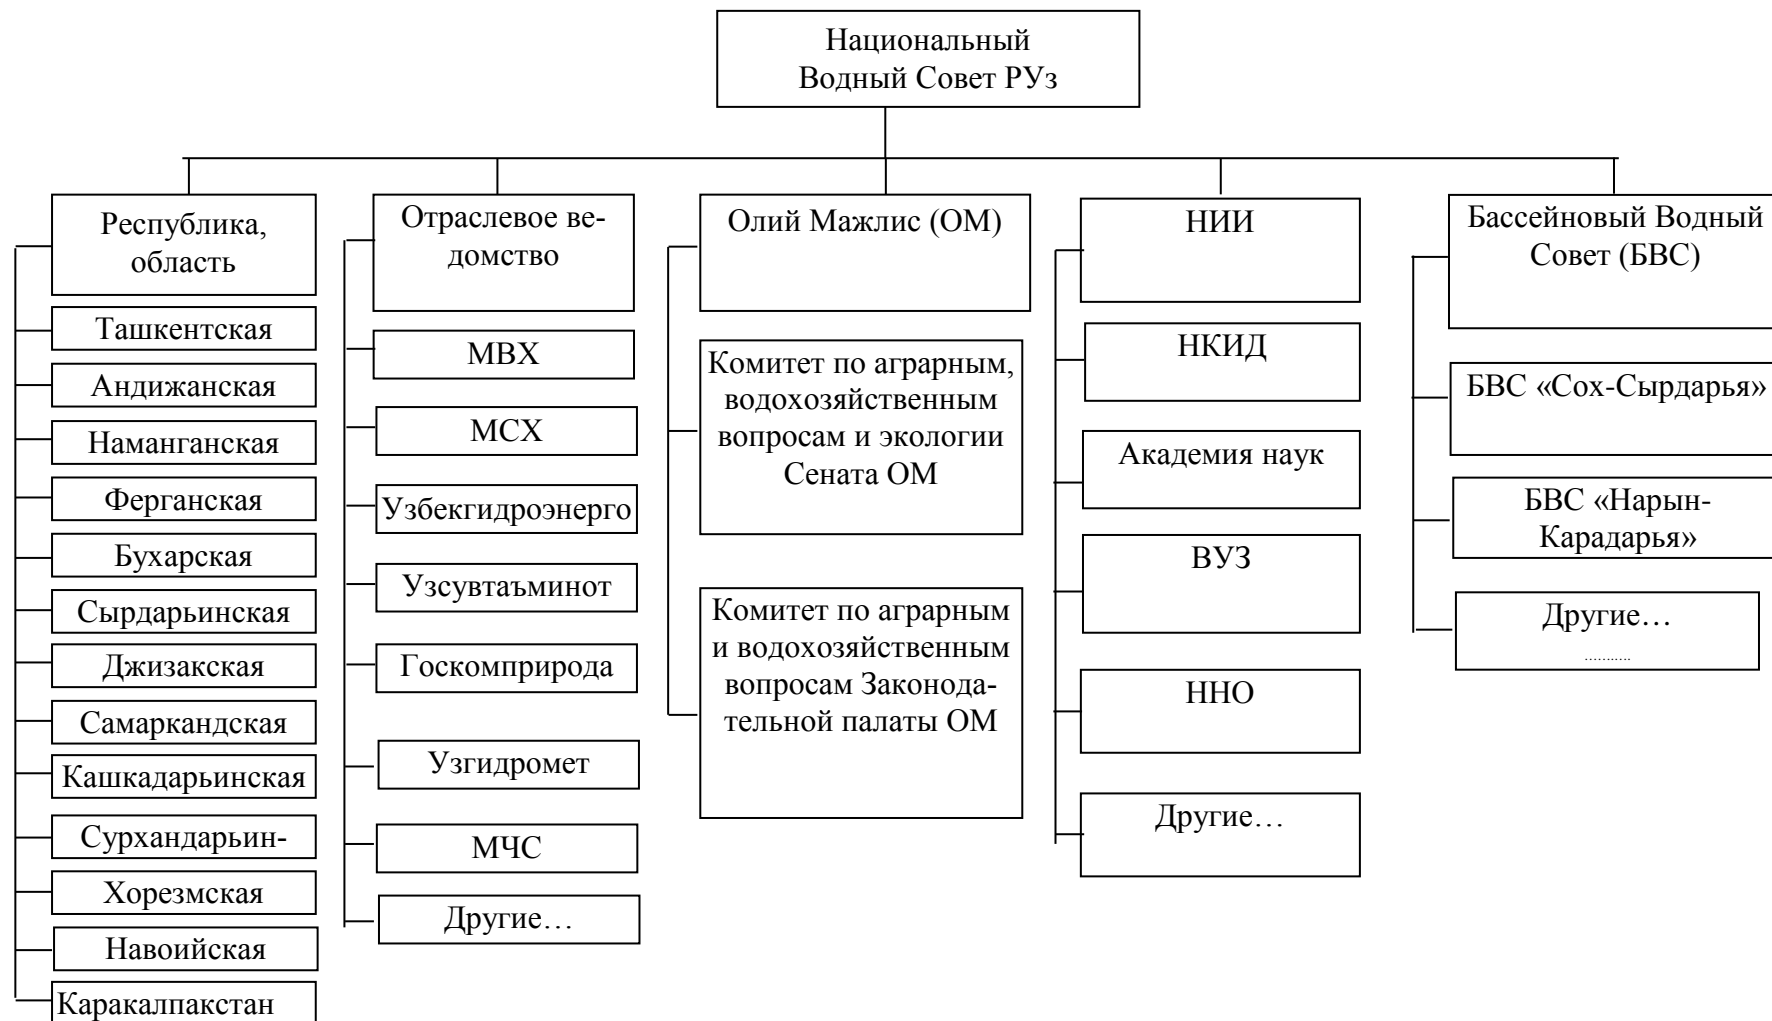 Национальный
Водный Совет РУз
Республика,
область
Ташкентская
Андижанская
Наманганская
Ферганская
Бухарская
Сырдарьинская
Джизакская
Самаркандская
Кашкадарьинская
Сурхандарьин-
Хорезмская
Навоийская
Каракалпакстан
Отраслевое ве-
домство
МВХ
МСХ
Узбекгидроэнерго
Узсувтаъминот
Госкомприрода
Узгидромет
МЧС
Другие…
Олий Мажлис (ОМ)
Комитет по аграрным,
водохозяйственным
вопросам и экологии
Сената ОМ
Комитет по аграрным
и водохозяйственным
вопросам Законода-
тельной палаты ОМ
НИИ
НКИД
Академия наук
ВУЗ
ННО
Другие…
Бассейновый Водный
Совет (БВС)
БВС «Сох-Сырдарья»
БВС «Нарын-
Карадарья»
Другие…
...........